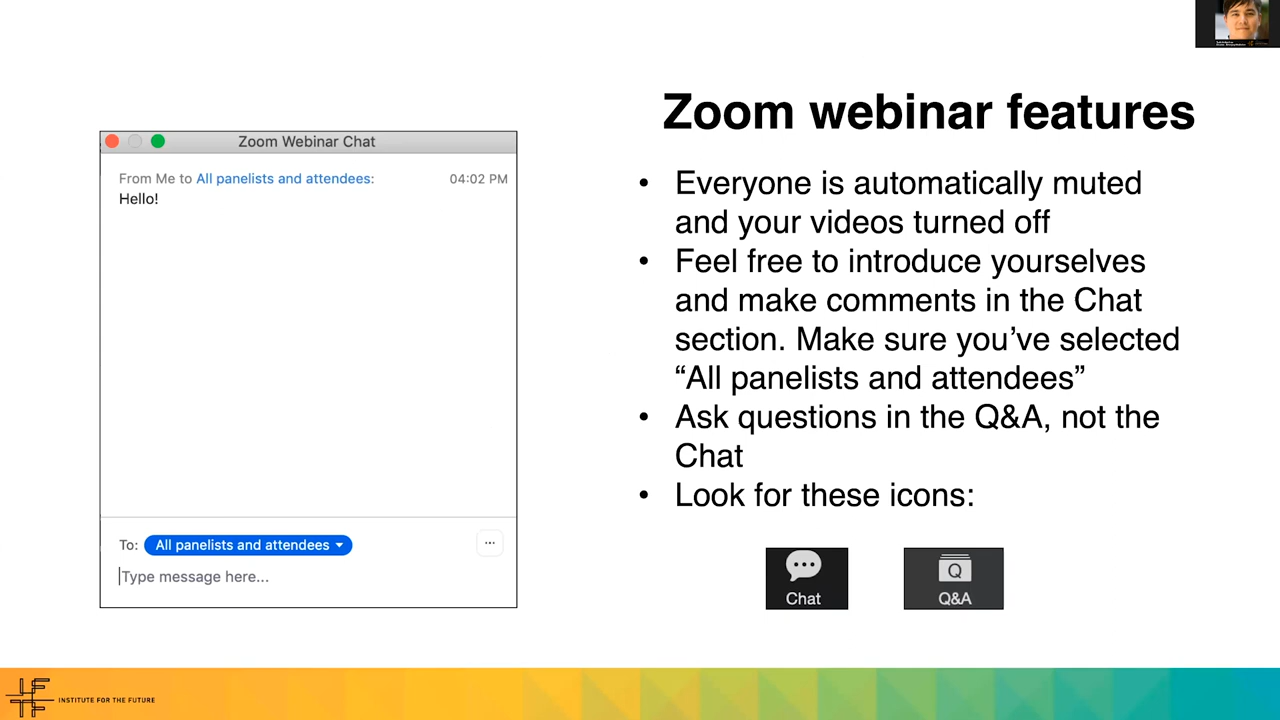 Zoom webinar features
Zoom Webinar Chat
From Me to All panelists and attendees:
04:02 PM
Hello!
To: All panelists and attendees
...
Type message here...
• Everyone is automatically muted
and your videos turned off
• Feel free to introduce yourselves
and make comments in the Chat
section. Make sure you’ve selected
“All panelists and attendees”
• Ask questions in the Q&A, not the
Chat
• Look for these icons:
Chat
Q
Q&A
INSTITUTE FOR THE FUTURE